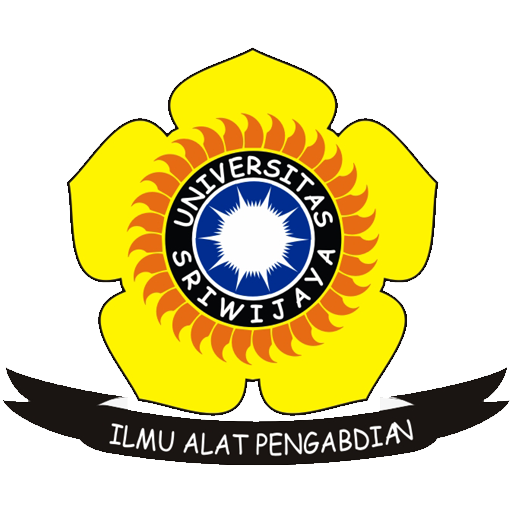 UNIVERSITAS
SRIWIJAYA
ILMU ALAT PENGABDIAN